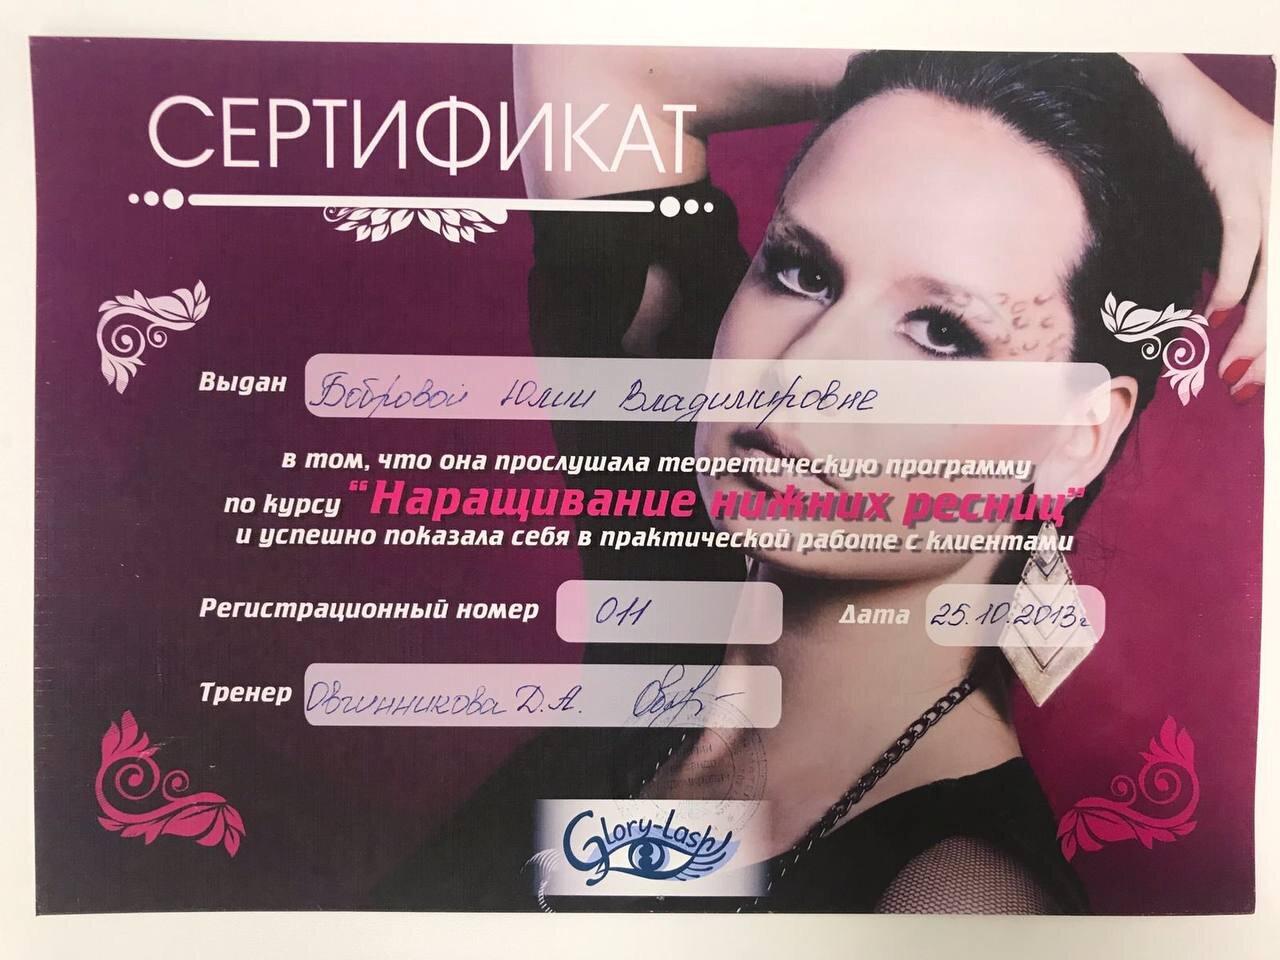 СЕРТИФИКАТ
Выдан Бобровой Юлии Владимировне
в том, что она прослушала теоретическую программу
по курсу "Наращивание нижних ресниц"
и успешно показала себя в практической работе с клиентами
Регистрационный номер 011 Дата 25.10.2013г
Тренер Овчинникова Д.А.
Glory-Lash